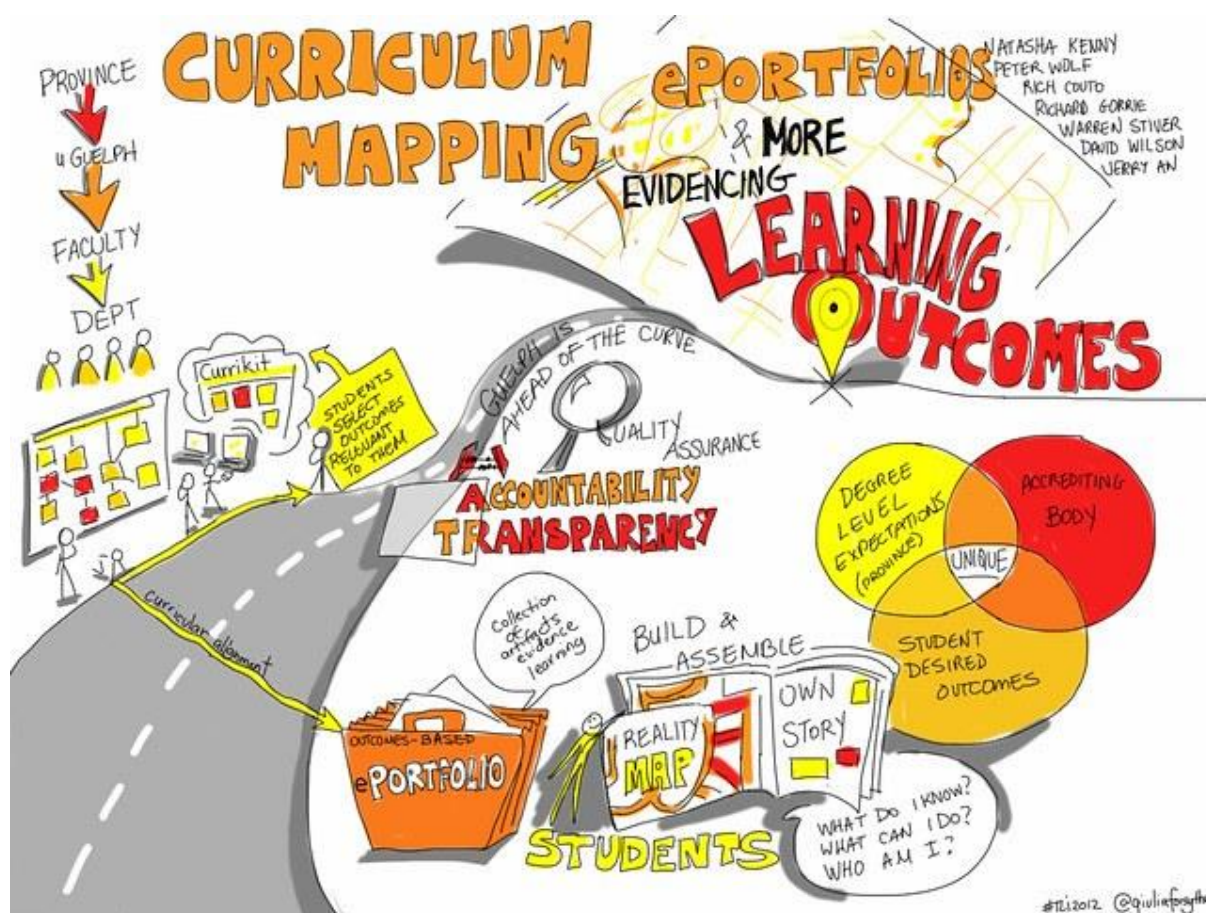 CURRICULUM
MAPPING
ePORTFOLIOS
& MORE
EVIDENCING
LEARNING
OUTCOMES
NATASHA KENNY
PETER WOLF
RICH COUTO
RICHARD GORRIE
WARREN STIVER
DAVID WILSON
JERRY AN
PROVINCE
u GUELPH
FACULTY
DEPT
Currikit
STUDENTS
SELECT
OUTCOMES
RELEVANT
TO THEM
GUELPH IS
AHEAD OF THE CURVE
QUALITY
ASSURANCE
ACCOUNTABILITY
TRANSPARENCY
DEGREE
LEVEL
EXPECTATIONS
(PROVINCE)
ACCREDITING
BODY
UNIQUE
STUDENT
DESIRED
OUTCOMES
curricular alignment
collection
of
artifacts
evidence
learning
OUTCOMES-BASED
ePORTFOLIO
BUILD &
ASSEMBLE
REALITY
MAP
OWN
STORY
STUDENTS
WHAT DO I KNOW?
WHAT CAN I DO?
WHO AM I?
#TLi2012 @giuliaforsythe